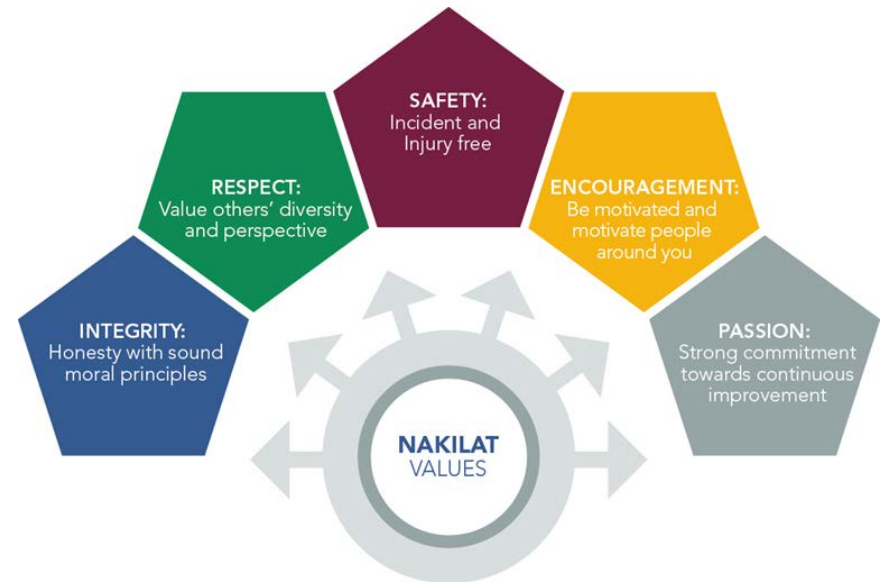 SAFETY:
Incident and
Injury free
RESPECT:
Value others’ diversity
and perspective
ENCOURAGEMENT:
Be motivated and
motivate people
around you
INTEGRITY:
Honesty with sound
moral principles
PASSION:
Strong commitment
towards continuous
improvement
NAKILAT
VALUES